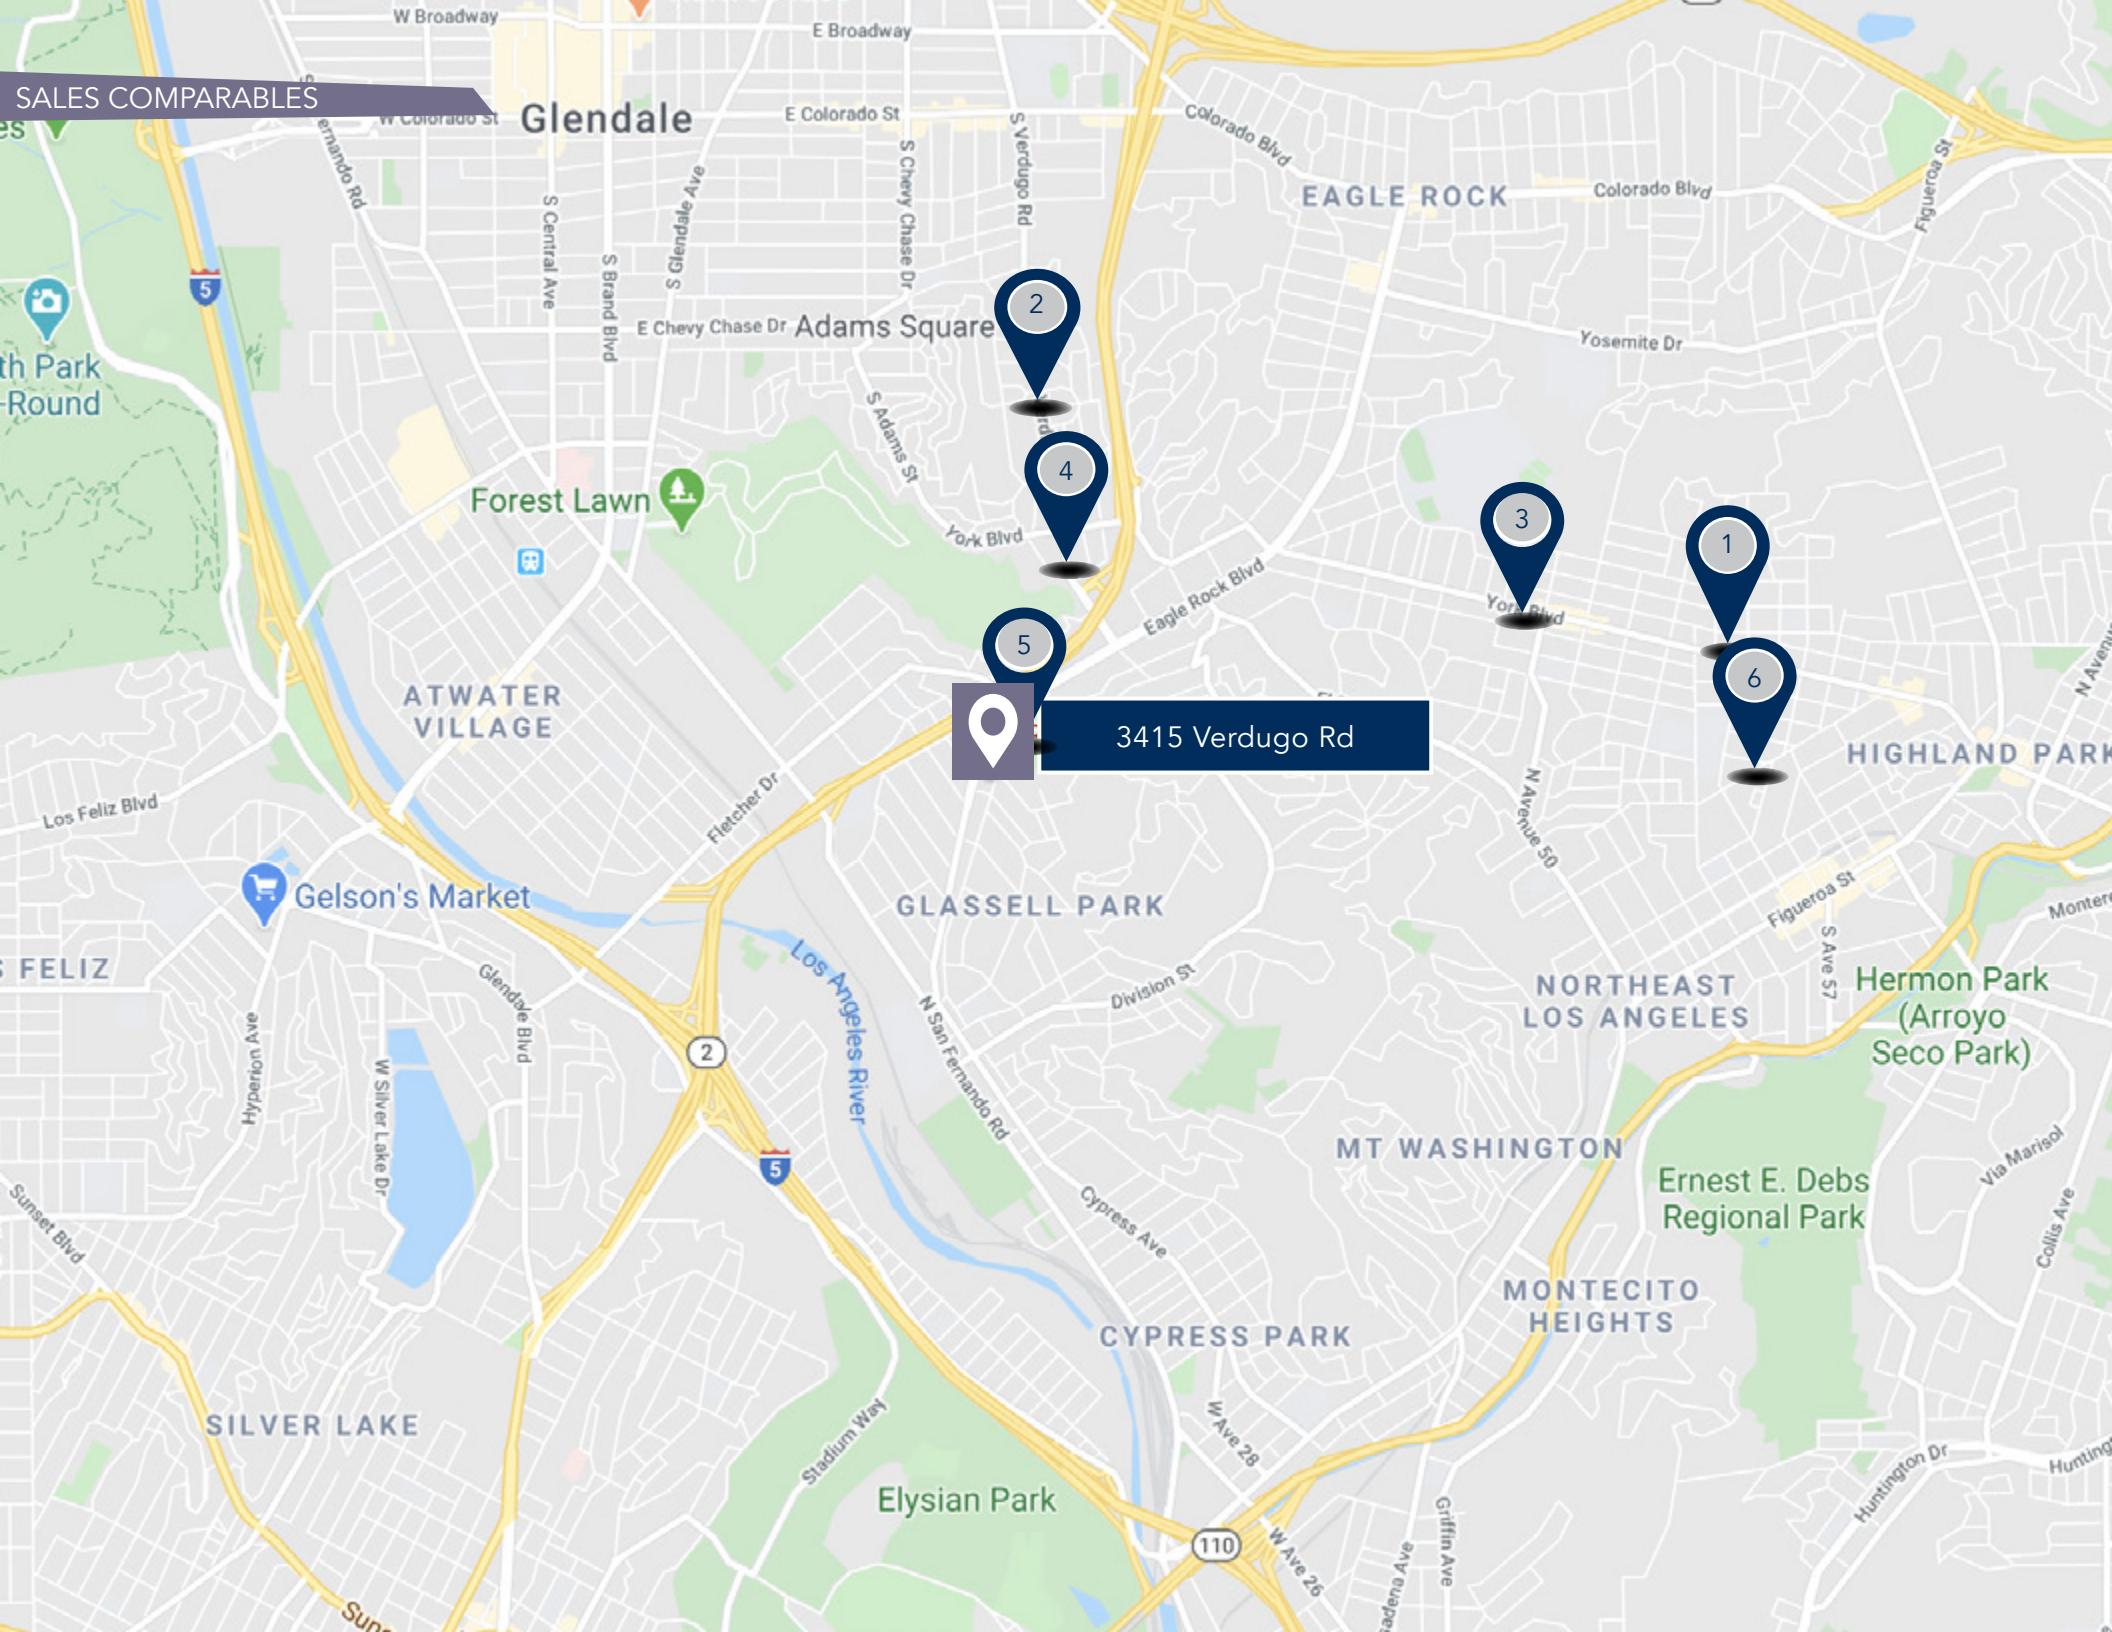 W Broadway
E Broadway
SALES COMPARABLES
W Colorado St
Glendale
E Colorado St
Colorado Blvd
S Verdugo Rd
S Chevy Chase Dr
EAGLE ROCK
Colorado Blvd
Figueroa St
S Central Ave
S Glendale Ave
S Brand Blvd
5
2
E Chevy Chase Dr
Adams Square
Yosemite Dr
th Park
-Round
S Adams St
4
Forest Lawn
York Blvd
3
1
Eagle Rock Blvd
York Blvd
5
6
ATWATER
VILLAGE
3415 Verdugo Rd
HIGHLAND PARK
Los Feliz Blvd
Fletcher Dr
N Avenue 50
Gelson's Market
GLASSELL PARK
Figueroa St
S FELIZ
Glendale Blvd
Los Angeles River
Division St
S Ave 57
NORTHEAST
LOS ANGELES
Hermon Park
(Arroyo
Seco Park)
Hyperion Ave
W Silver Lake Dr
2
N San Fernando Rd
5
MT WASHINGTON
Via Marisol
Ernest E. Debs
Regional Park
Sunset Blvd
Cypress Ave
Collis Ave
MONTECITO
HEIGHTS
CYPRESS PARK
SILVER LAKE
Stadium Way
W Ave 28
Huntington Dr
Elysian Park
110
W Ave 26
Griffin Ave